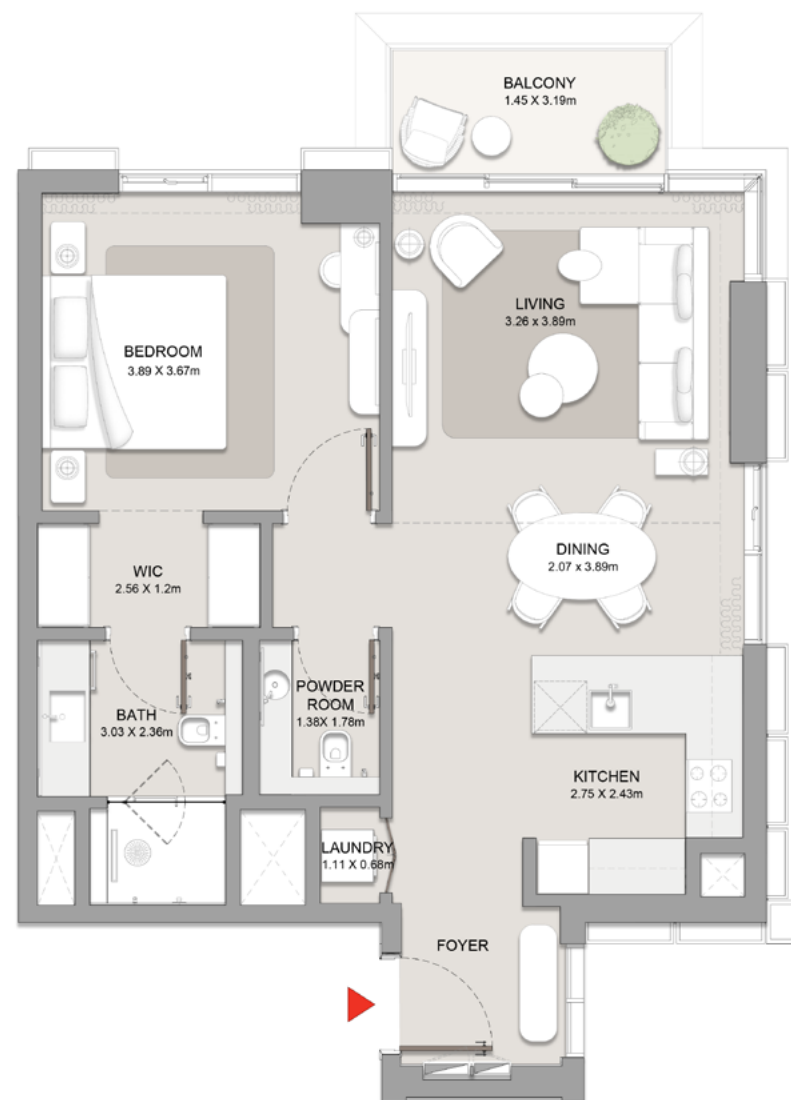 BALCONY
1.45 X 3.19m
LIVING
3.26 x 3.89m
BEDROOM
3.89 X 3.67m
DINING
2.07 x 3.89m
WIC
2.56 X 1.2m
POWDER
ROOM
1.38X 1.78m
BATH
3.03 X 2.36m
KITCHEN
2.75 X 2.43m
LAUNDRY
1.11 X 0.68m
FOYER